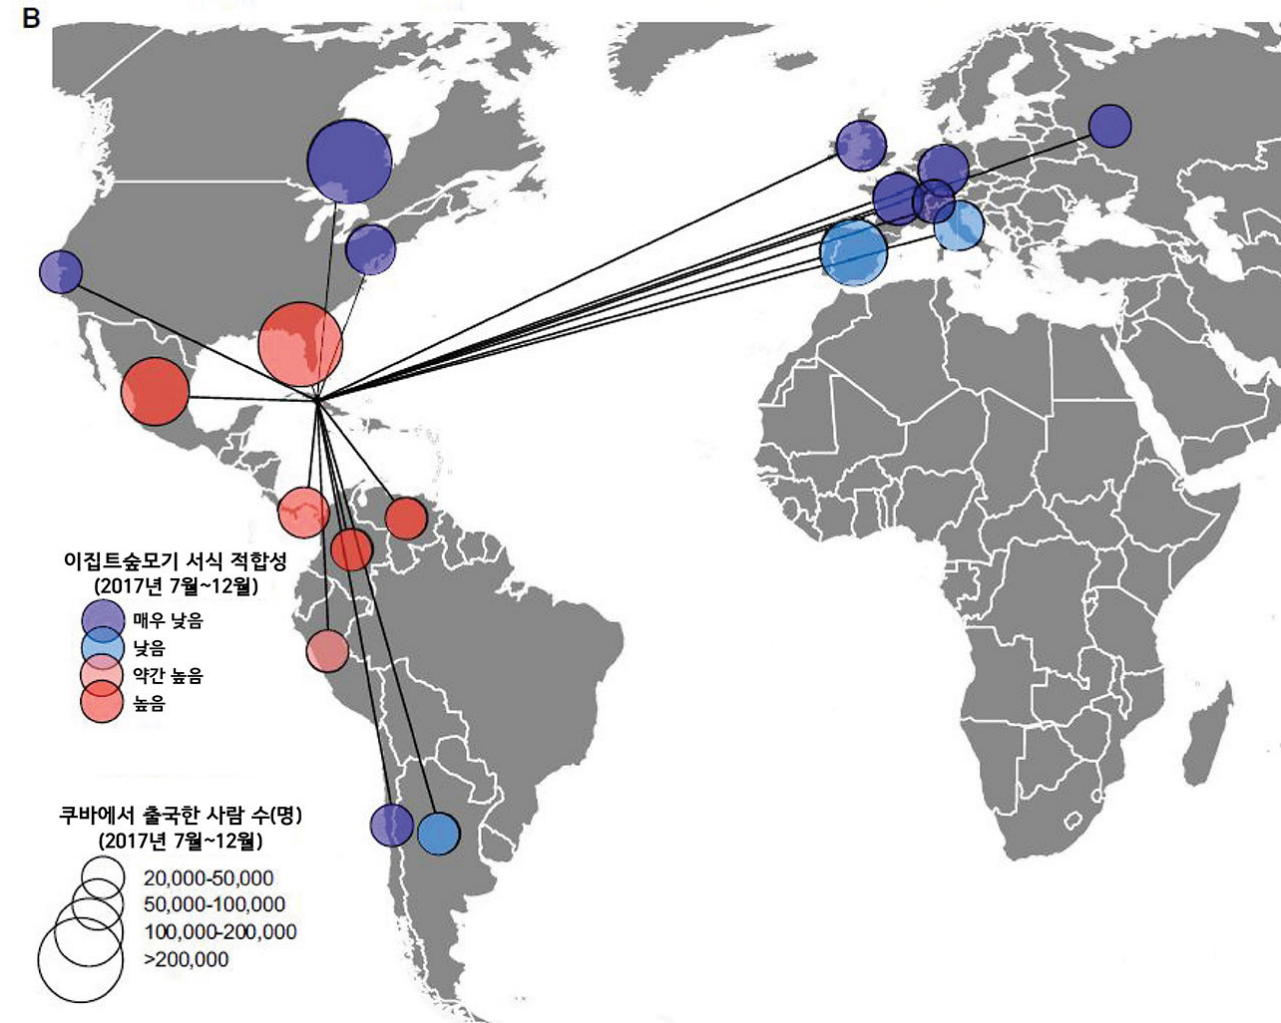 B
이집트숲모기 서식 적합성
(2017년 7월~12월)
매우 낮음
낮음
약간 높음
높음
쿠바에서 출국한 사람 수(명)
(2017년 7월~12월)
20,000-50,000
50,000-100,000
100,000-200,000
>200,000